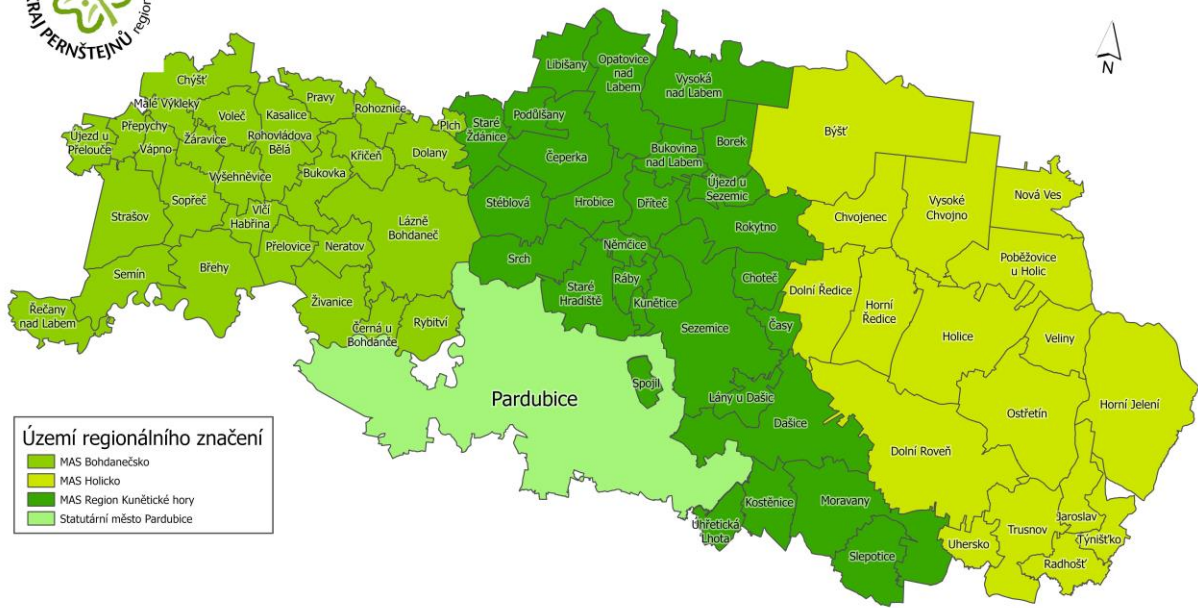 KRAJ PERNŠTEJNŮ
N
Libišany
Opatovice
nad
Labem
Vysoká
nad Labem
Chýšť
Malé Výkleky
Voleč
Kasalice
Pravy
Rohoznice
Plch
Staré
Ždánice
Podůlšany
Borek
Býšť
Újezd u
Přelouče
Přepychy
Vápno
Žáravice
Rohovládova
Bělá
Křičeň
Dolany
Čeperka
Bukovina
nad Labem
Vyšehněvice
Bukovka
Újezd u
Sezemic
Vysoké
Chvojno
Nová Ves
Strašov
Sopřeč
Vlčí
Habřina
Lázně
Bohdaneč
Stéblová
Hrobice
Dříteč
Rokytno
Chvojenec
Semín
Břehy
Přelovice
Neratov
Srch
Němčice
Ráby
Kunětice
Choteč
Poběžovice
u Holic
Řečany
nad Labem
Živanice
Černá u
Bohdanče
Rybitví
Staré
Hradiště
Sezemice
Časy
Dolní Ředice
Horní
Ředice
Holice
Veliny
Pardubice
Spojil
Lány u Dašic
Dašice
Ostřetín
Horní Jelení
Dolní Roveň
Kostěnice
Moravany
Úhřetická
Lhota
Slepotice
Uhersko
Trusnov
Jaroslav
Týnišťko
Radhošť
Území regionálního značení
MAS Bohdanečsko
MAS Holicko
MAS Region Kunětické hory
Statutární město Pardubice